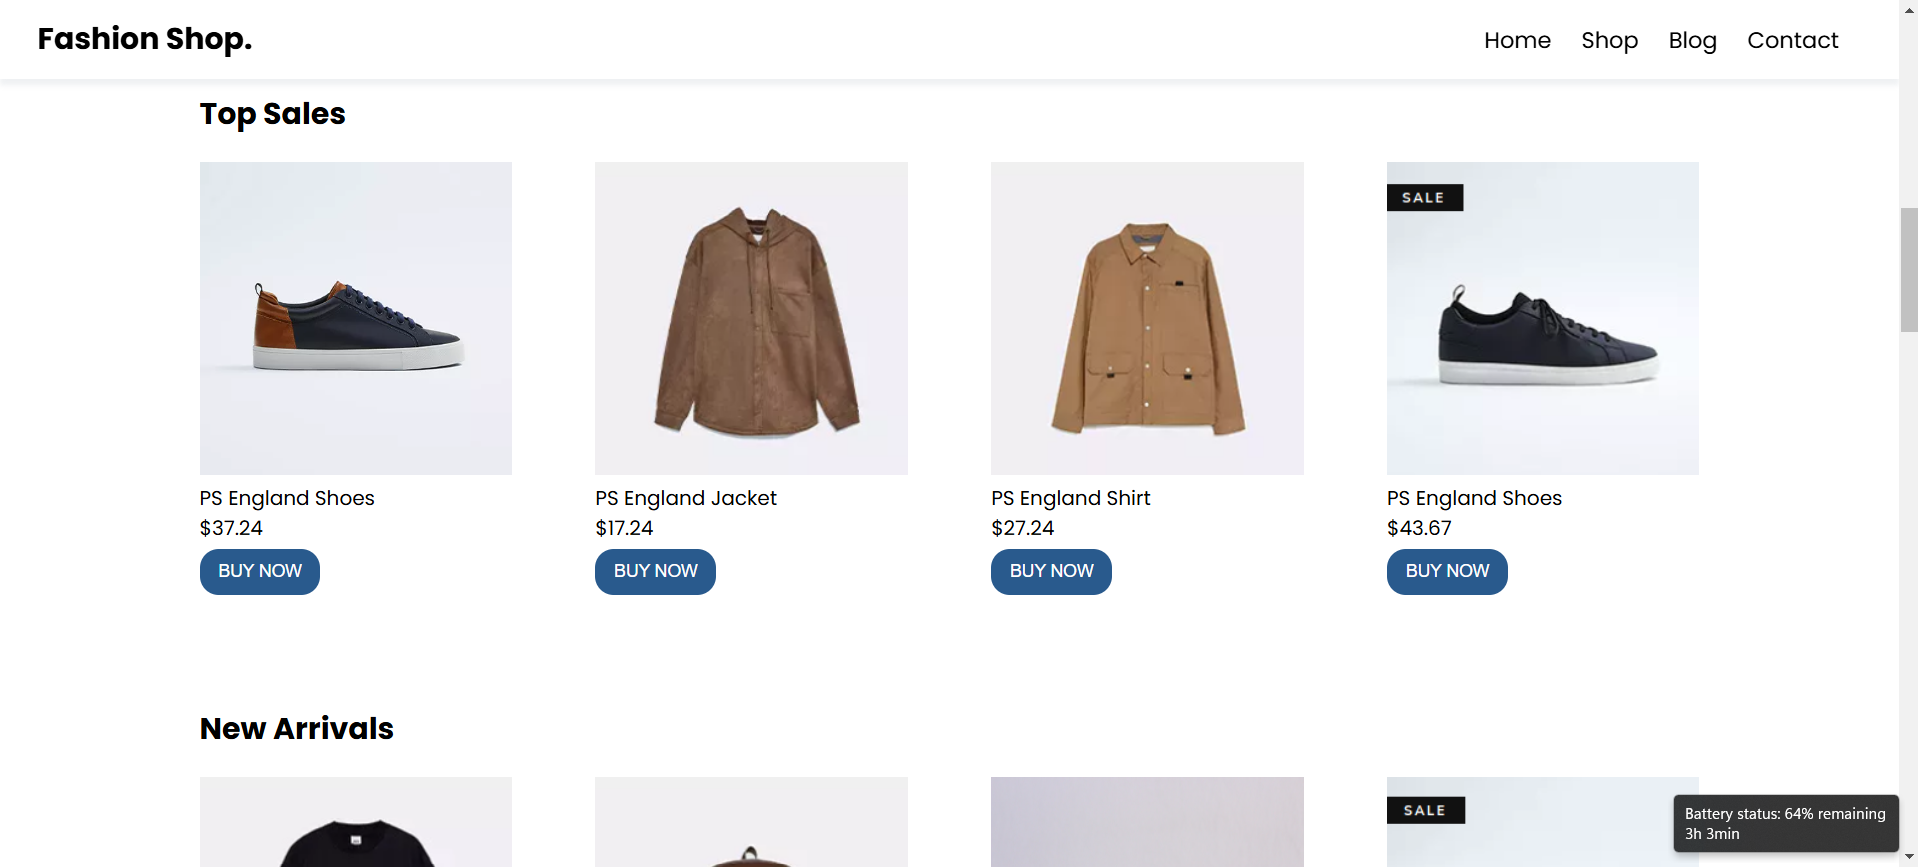 Fashion Shop.
Home
Shop
Blog
Contact
Top Sales
SALE
PS England Shoes
$37.24
BUY NOW
PS England Jacket
$17.24
BUY NOW
PS England Shirt
$27.24
BUY NOW
PS England Shoes
$43.67
BUY NOW
New Arrivals
SALE
Battery status: 64% remaining
3h 3min